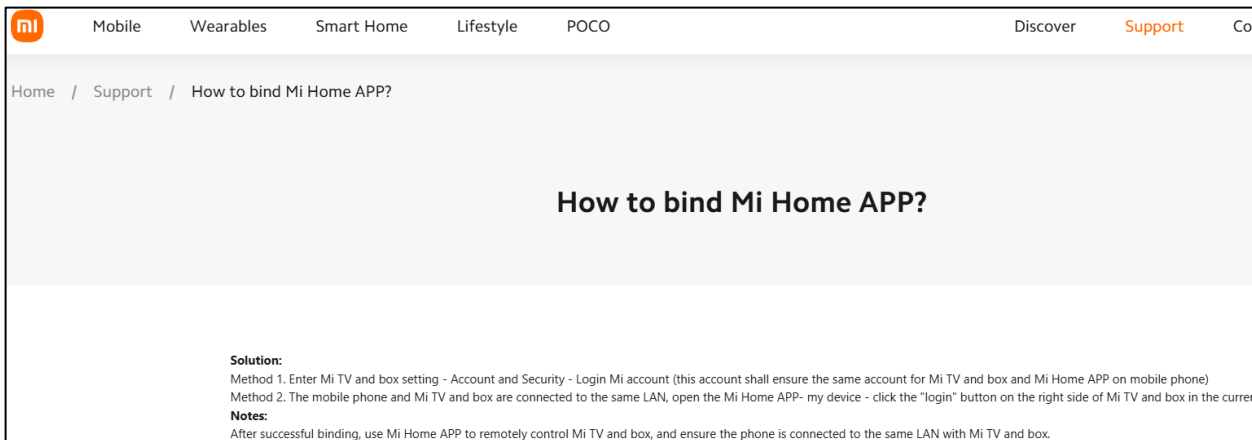 mi Mobile Wearables Smart Home Lifestyle POCO Discover Support Co
Home / Support / How to bind Mi Home APP?
How to bind Mi Home APP?
Solution:
Method 1. Enter Mi TV and box setting - Account and Security - Login Mi account (this account shall ensure the same account for Mi TV and box and Mi Home APP on mobile phone)
Method 2. The mobile phone and Mi TV and box are connected to the same LAN, open the Mi Home APP- my device - click the "login" button on the right side of Mi TV and box in the curre
Notes:
After successful binding, use Mi Home APP to remotely control Mi TV and box, and ensure the phone is connected to the same LAN with Mi TV and box.